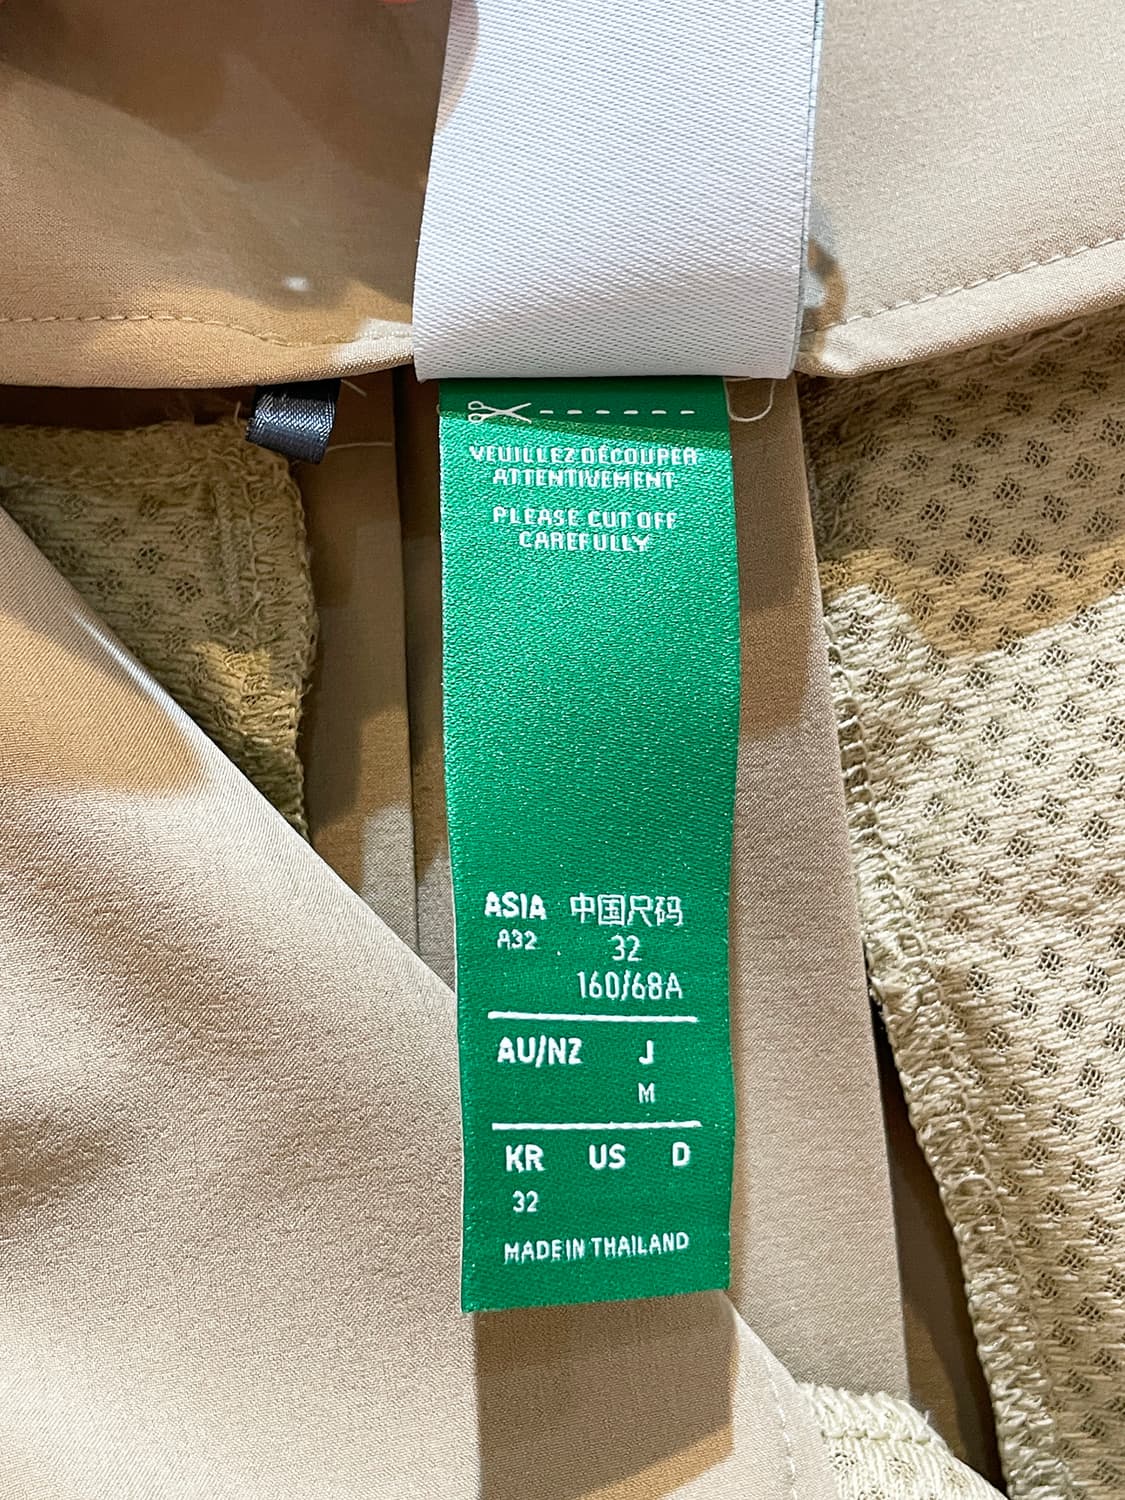 VEUILLEZ DÉCOUPER
ATTENTIVEMENT
PLEASE CUT OFF
CAREFULLY
ASIA 中国尺码
A32 32
160/68A
AU/NZ J
M
KR US D
32
MADE IN THAILAND